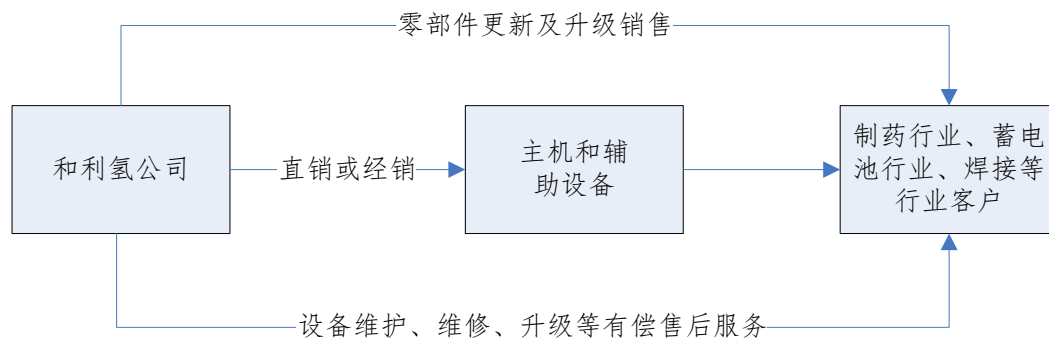 零部件更新及升级销售
和利氢公司
直销或经销
主机和辅
助设备
制药行业、蓄电
池行业、焊接等
行业客户
设备维护、维修、升级等有偿售后服务